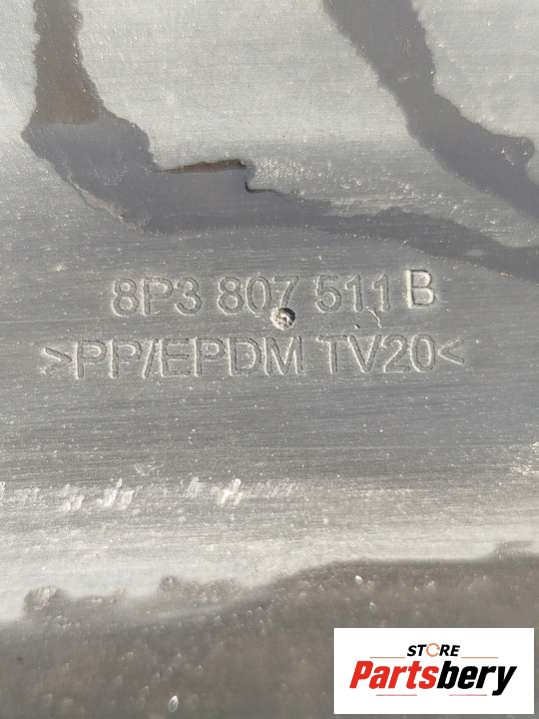 8P3 807 511 B
>PP/EPDM TV20<
STORE
Partsbery